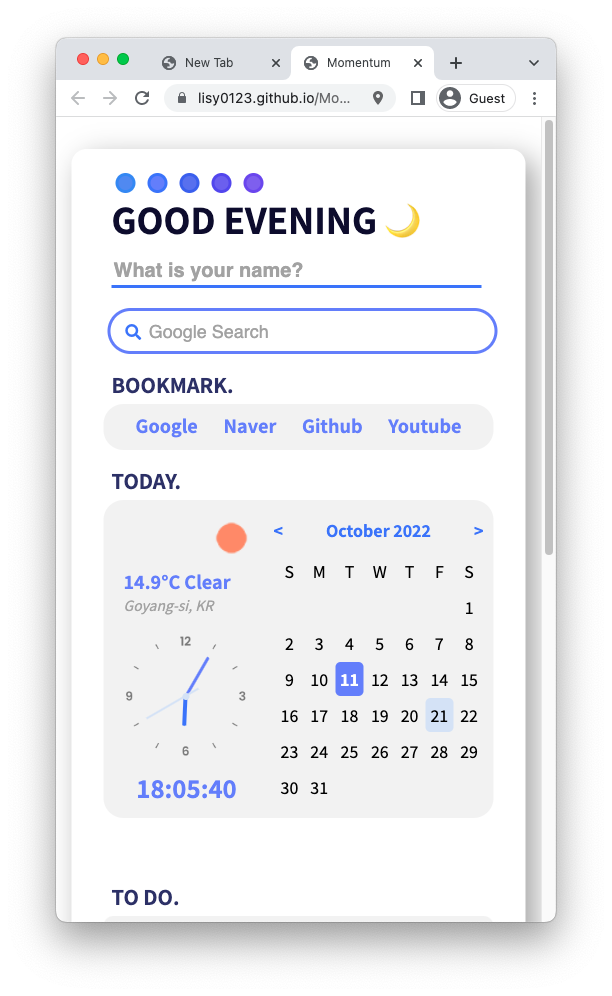 New Tab
Momentum
lisy0123.github.io/Mo...
Guest
GOOD EVENING 🌙
What is your name?
Google Search
BOOKMARK.
Google Naver Github Youtube
TODAY.
14.9°C Clear
Goyang-si, KR
12
9 3
6
18:05:40
< October 2022 >
S M T W T F S
1
2 3 4 5 6 7 8
9 10 11 12 13 14 15
16 17 18 19 20 21 22
23 24 25 26 27 28 29
30 31
TO DO.